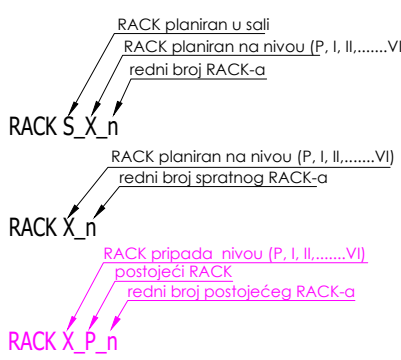 RACK planiran u sali
RACK planiran na nivou (P, I, II,.......VI
redni broj RACK-a
RACK S_X_n
RACK planiran na nivou (P, I, II,.......VI)
redni broj spratnog RACK-a
RACK X_n
RACK pripada  nivou (P, I, II,.......VI)
postojeći RACK
redni broj postojećeg RACK-a
RACK X_P_n